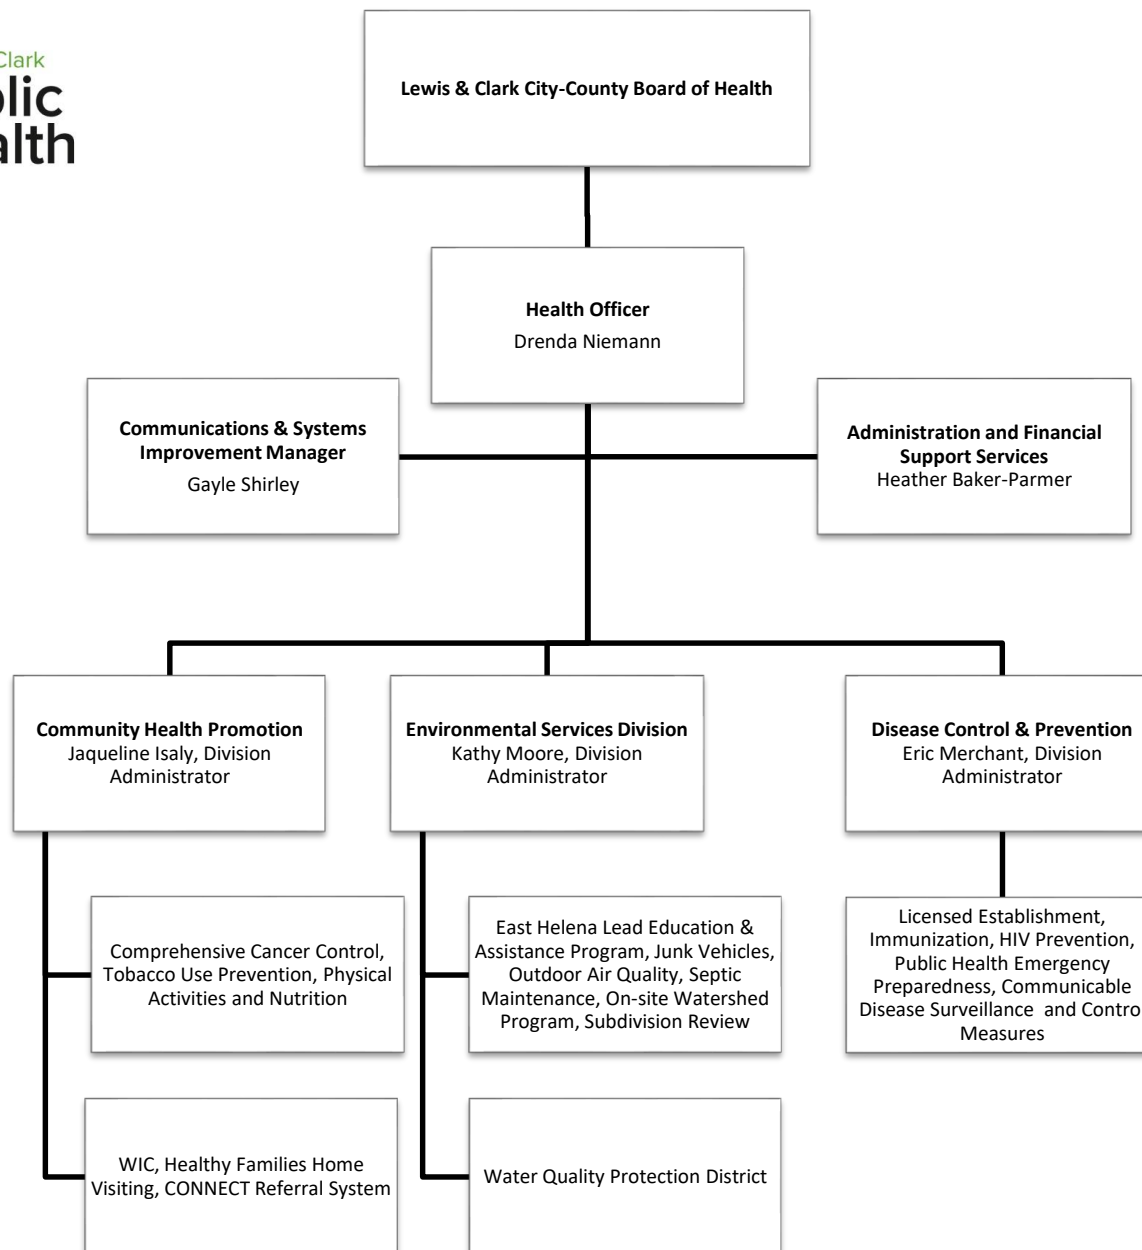 Clark
Lewis & Clark City-County Board of Health
Health Officer
Drenda Niemann
Communications & Systems
Improvement Manager
Gayle Shirley
Administration and Financial
Support Services
Heather Baker-Parmer
Community Health Promotion
Jaqueline Isaly, Division
Administrator
Environmental Services Division
Kathy Moore, Division
Administrator
Disease Control & Prevention
Eric Merchant, Division
Administrator
Comprehensive Cancer Control,
Tobacco Use Prevention, Physical
Activities and Nutrition
East Helena Lead Education &
Assistance Program, Junk Vehicles,
Outdoor Air Quality, Septic
Maintenance, On-site Watershed
Program, Subdivision Review
Licensed Establishment,
Immunization, HIV Prevention,
Public Health Emergency
Preparedness, Communicable
Disease Surveillance and Contro
Measures
WIC, Healthy Families Home
Visiting, CONNECT Referral System
Water Quality Protection District